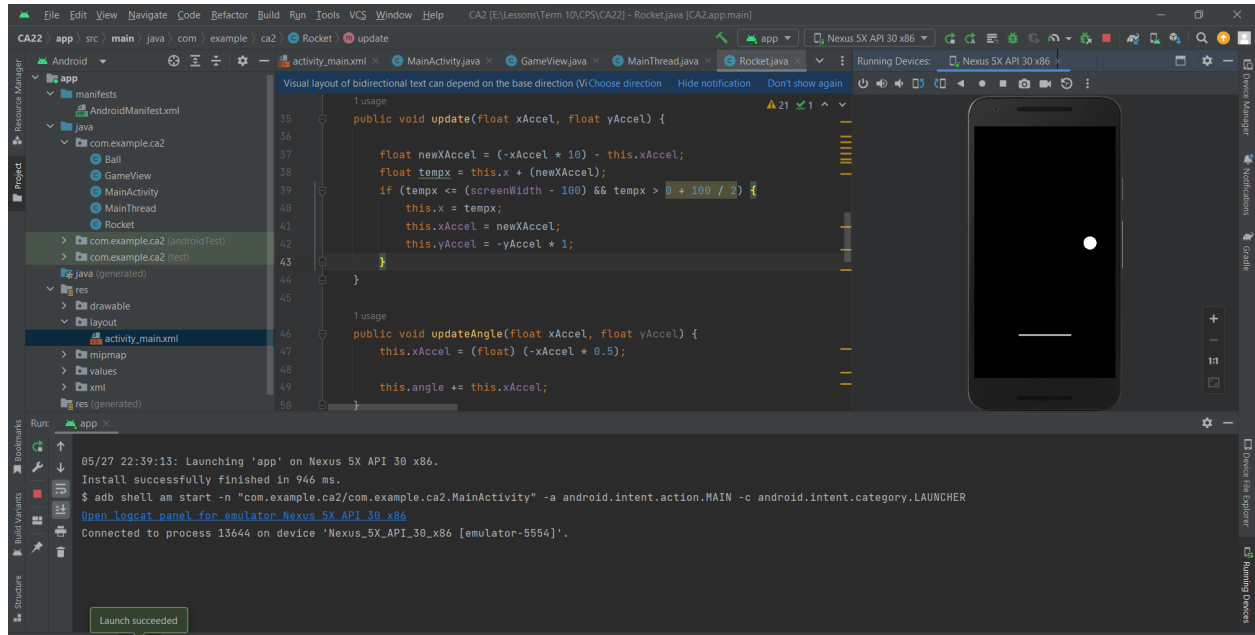 File Edit View Navigate Code Refactor Build Run Tools VCS Window Help CA2 [E:\Lessons\Term 10\CPS\CA2] - Rocket.java [CA2.app.main]
CA22 app src main java com example ca2 Rocket update
app
Nexus 5X API 30 x86
Android
activity_main.xml
MainActivity.java
GameView.java
MainThread.java
Rocket.java
Running Devices:
Nexus 5X API 30 x86
Visual layout of bidirectional text can depend on the base direction (Vi Choose direction Hide notification Don't show again
app
manifests
AndroidManifest.xml
java
com.example.ca2
Ball
GameView
MainActivity
MainThread
Rocket
com.example.ca2 (androidTest)
com.example.ca2 (test)
java (generated)
res
drawable
layout
activity_main.xml
mipmap
values
xml
res (generated)
1 usage
21 1
35 public void update(float xAccel, float yAccel) {
36
37 float newXAccel = (-xAccel * 10) - this.xAccel;
38 float tempx = this.x + (newXAccel);
39 if (tempx <= (screenWidth - 100) && tempx > 0 + 100 / 2) {
40 this.x = tempx;
41 this.xAccel = newXAccel;
42 this.yAccel = -yAccel * 1;
43 }
44 }
45
1 usage
46 public void updateAngle(float xAccel, float yAccel) {
47 this.xAccel = (float) (-xAccel * 0.5);
48
49 this.angle += this.xAccel;
50 }
1:1
Run: app
05/27 22:39:13: Launching 'app' on Nexus 5X API 30 x86.
Install successfully finished in 946 ms.
$ adb shell am start -n "com.example.ca2/com.example.ca2.MainActivity" -a android.intent.action.MAIN -c android.intent.category.LAUNCHER
Open logcat panel for emulator Nexus 5X API 30 x86
Connected to process 13644 on device 'Nexus_5X_API_30_x86 [emulator-5554]'.
Launch succeeded
Resource Manager
Project
Bookmarks
Build Variants
Structure
Device Manager
Notifications
Gradle
Device File Explorer
Running Devices